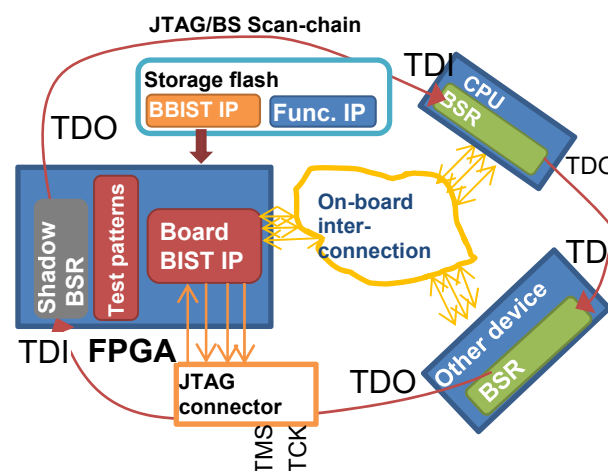 JTAG/BS Scan-chain
TDI
Storage flash
BBIST IP
Func. IP
CPU
BSR
TDO
TDO
Shadow
BSR
Test patterns
Board
BIST IP
On-board
inter-
connection
TD
Other device
BSR
TDI
FPGA
TDO
JTAG
connector
TMS
TCK